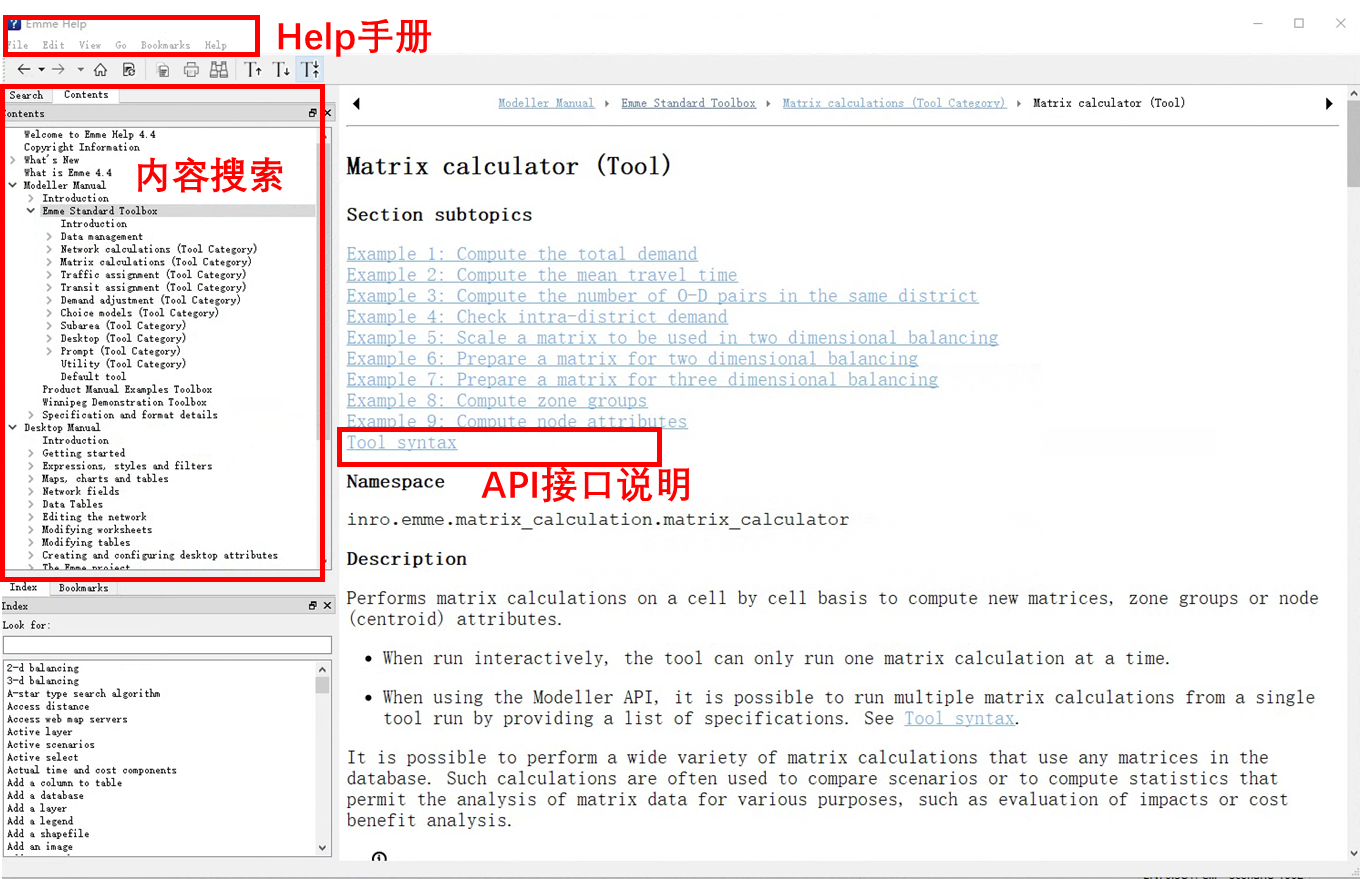 Emme Help
File Edit View Go Bookmarks Help
Help手册
Search Contents
Contents
Welcome to Emme Help 4.4
Copyright Information
What's New
What is Emme 4.4
Modeller Manual
Introduction
Emme Standard Toolbox
Introduction
Data management
Network calculations (Tool Category)
Matrix calculations (Tool Category)
Traffic assignment (Tool Category)
Transit assignment (Tool Category)
Demand adjustment (Tool Category)
Choice models (Tool Category)
Subarea (Tool Category)
Desktop (Tool Category)
Prompt (Tool Category)
Utility (Tool Category)
Default tool
Product Manual Examples Toolbox
Winnipeg Demonstration Toolbox
Specification and format details
Desktop Manual
Introduction
Getting started
Expressions, styles and filters
Maps, charts and tables
Network fields
Data Tables
Editing the network
Modifying worksheets
Modifying tables
Creating and configuring desktop attributes
The Emme project
内容搜索
Index Bookmarks
Index
Look for:
2-d balancing
3-d balancing
A-star type search algorithm
Access distance
Access web map servers
Active layer
Active scenarios
Active select
Actual time and cost components
Add a column to table
Add a database
Add a layer
Add a legend
Add a shapefile
Add an image
Modeller Manual Emme Standard Toolbox Matrix calculations (Tool Category) Matrix calculator (Tool)
Matrix calculator (Tool)
Section subtopics
Example 1: Compute the total demand
Example 2: Compute the mean travel time
Example 3: Compute the number of O-D pairs in the same district
Example 4: Check intra-district demand
Example 5: Scale a matrix to be used in two dimensional balancing
Example 6: Prepare a matrix for two dimensional balancing
Example 7: Prepare a matrix for three dimensional balancing
Example 8: Compute zone groups
Example 9: Compute node attributes
Tool syntax
API接口说明
Namespace
inro.emme.matrix_calculation.matrix_calculator
Description
Performs matrix calculations on a cell by cell basis to compute new matrices, zone groups or node
(centroid) attributes.
• When run interactively, the tool can only run one matrix calculation at a time.
• When using the Modeller API, it is possible to run multiple matrix calculations from a single
tool run by providing a list of specifications. See Tool syntax.
It is possible to perform a wide variety of matrix calculations that use any matrices in the
database. Such calculations are often used to compare scenarios or to compute statistics that
permit the analysis of matrix data for various purposes, such as evaluation of impacts or cost
benefit analysis.